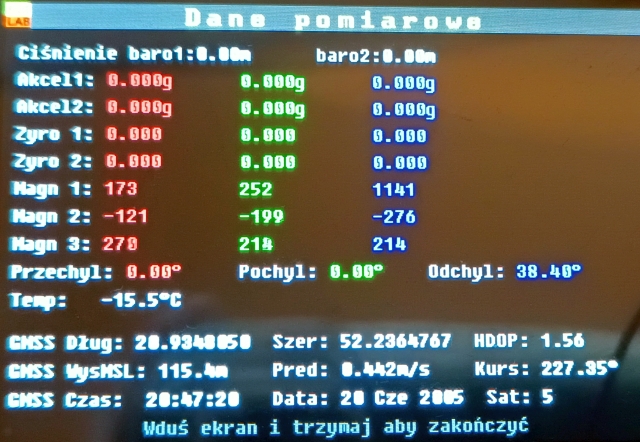 LAB
Dane pomiarowe
Ciśnienie baro1:0.00m baro2:0.00m
Akcel1: 0.000g 0.000g 0.000g
Akcel2: 0.000g 0.000g 0.000g
Żyro 1: 0.000 0.000 0.000
Żyro 2: 0.000 0.000 0.000
Magn 1: 173 252 1141
Magn 2: -121 -199 -276
Magn 3: 270 214 214
Przechył: 0.00° Pochyl: 0.00° Odchyl: 38.40°
Temp: -15.5°C
GNSS Dług: 20.9348050 Szer: 52.2364767 HDOP: 1.56
GNSS WysMSL: 115.4m Pred: 0.442m/s Kurs: 227.35°
GNSS Czas: 20:47:20 Data: 20 Cze 2005 Sat: 5
Wduś ekran i trzymaj aby zakończyć